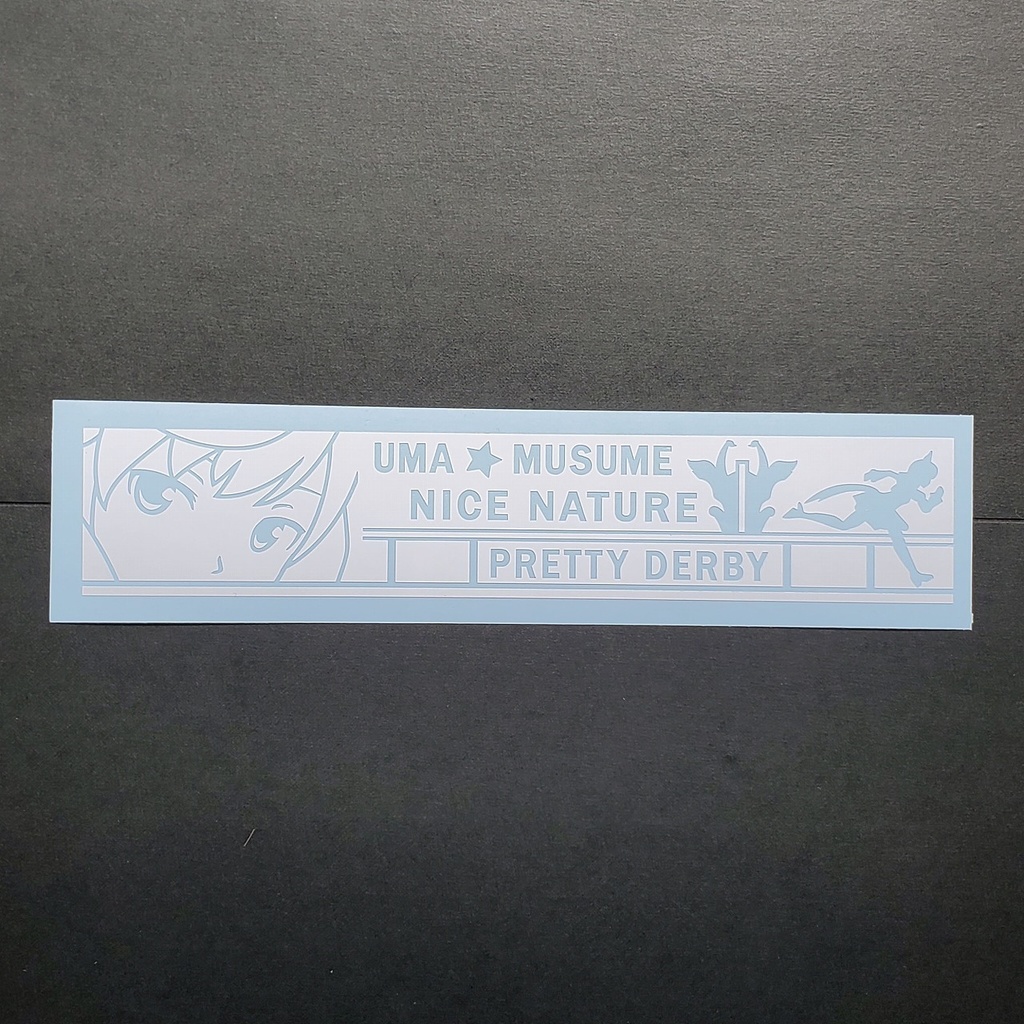 UMA ★ MUSUME
NICE NATURE
PRETTY DERBY